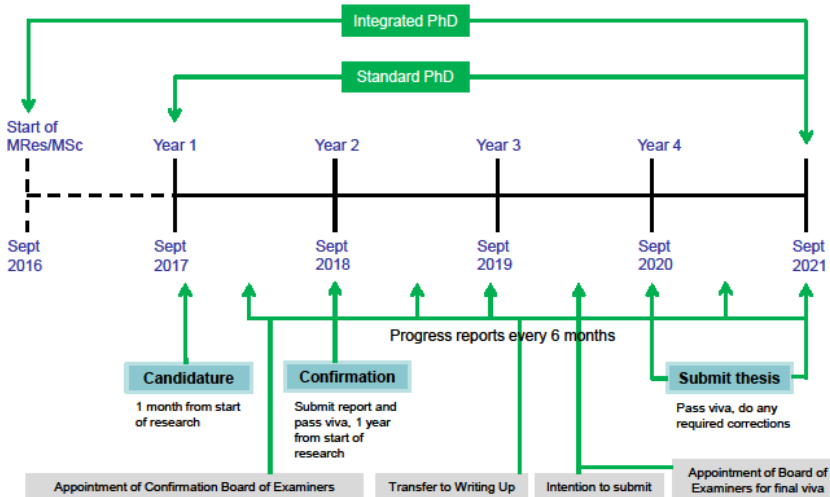 Integrated PhD
Standard PhD
Start of
MRes/MSc
Year 1
Year 2
Year 3
Year 4
Sept
2016
Sept
2017
Sept
2018
Sept
2019
Sept
2020
Sept
2021
Progress reports every 6 months
Candidature
1 month from start
of research
Confirmation
Submit report and
pass viva, 1 year
from start of
research
Submit thesis
Pass viva, do any
required corrections
Appointment of Confirmation Board of Examiners
Transfer to Writing Up
Intention to submit
Appointment of Board of
Examiners for final viva